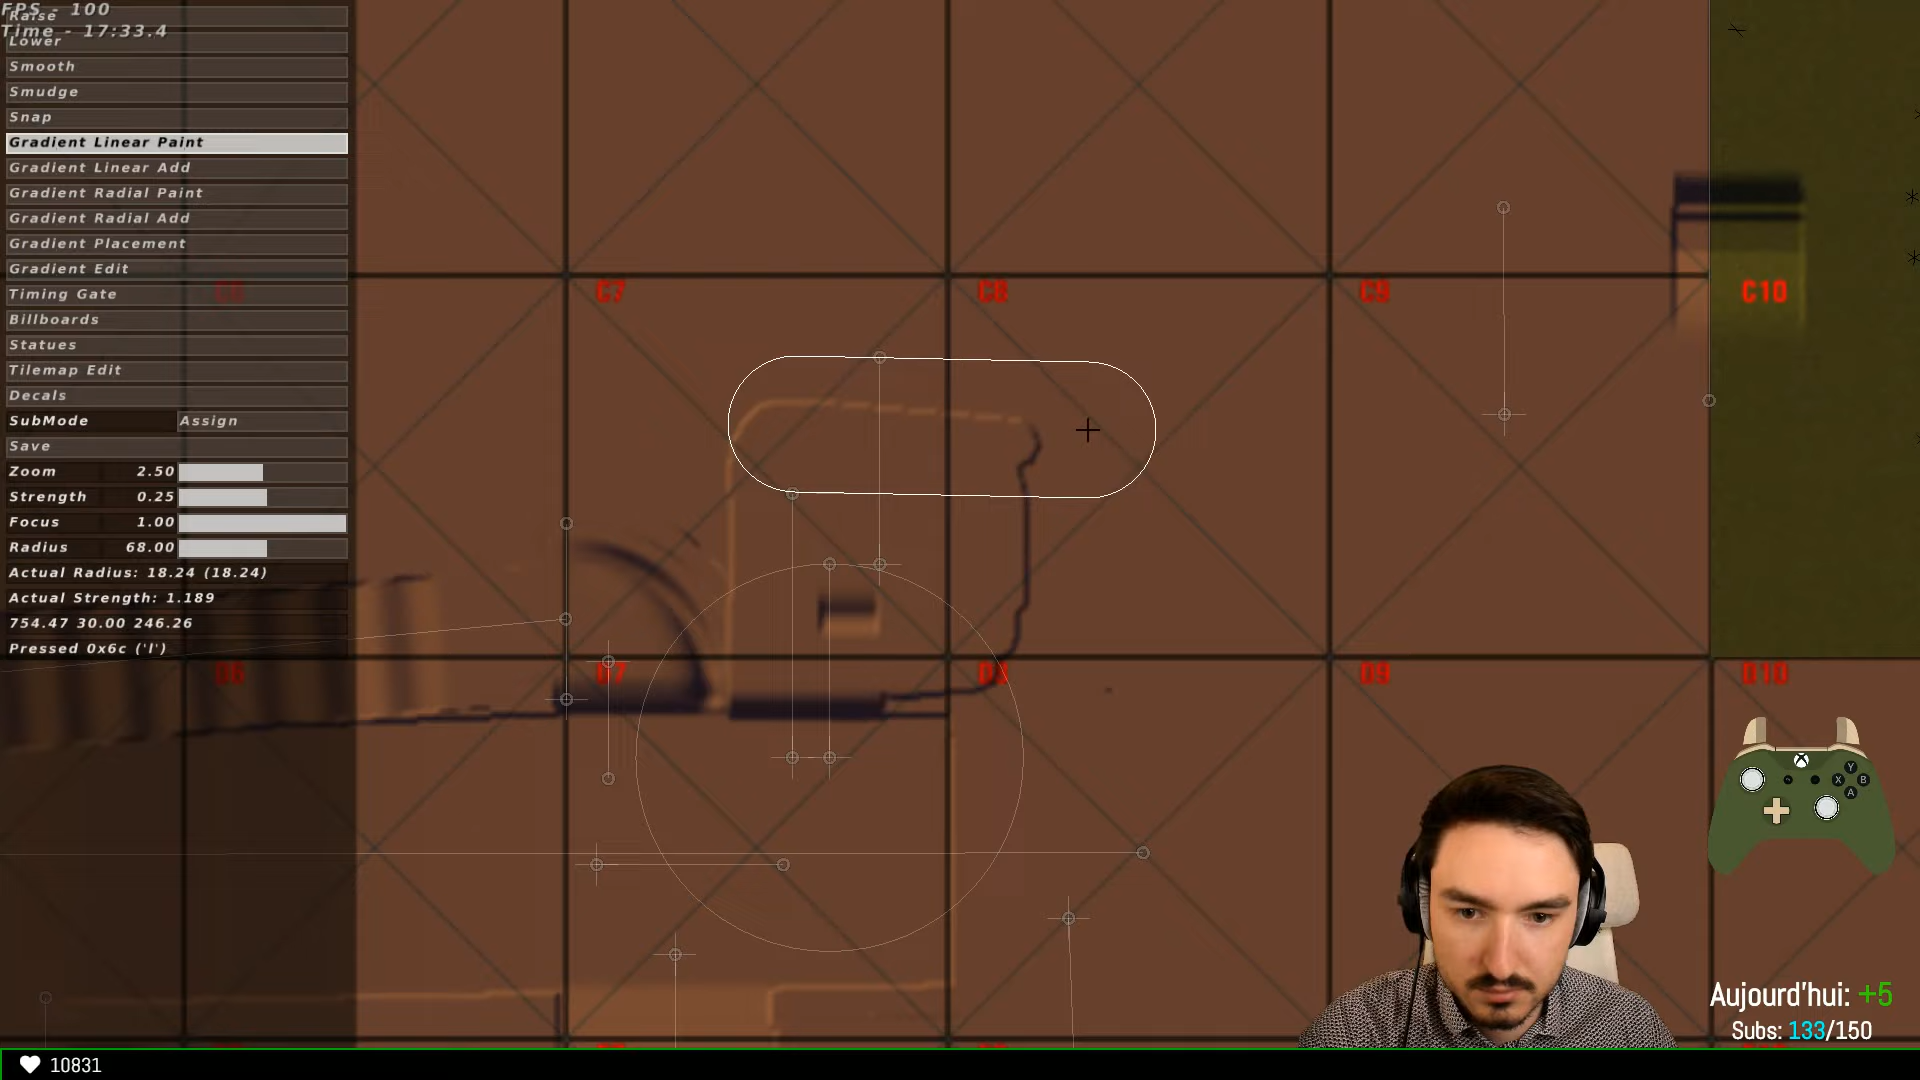 FPS - 100
Raise
Time - 17:33.4
Lower
Smooth
Smudge
Snap
Gradient Linear Paint
Gradient Linear Add
Gradient Radial Paint
Gradient Radial Add
Gradient Placement
Gradient Edit
Timing Gate
Billboards
Statues
Tilemap Edit
Decals
SubMode Assign
Save
Zoom 2.50
Strength 0.25
Focus 1.00
Radius 68.00
Actual Radius: 18.24 (18.24)
Actual Strength: 1.189
754.47 30.00 246.26
Pressed 0x6c ('l')
C7
C8
C9
C10
D6
D7
D9
D10
Y
X
B
A
Aujourd'hui: +5
Subs: 133/150
10831